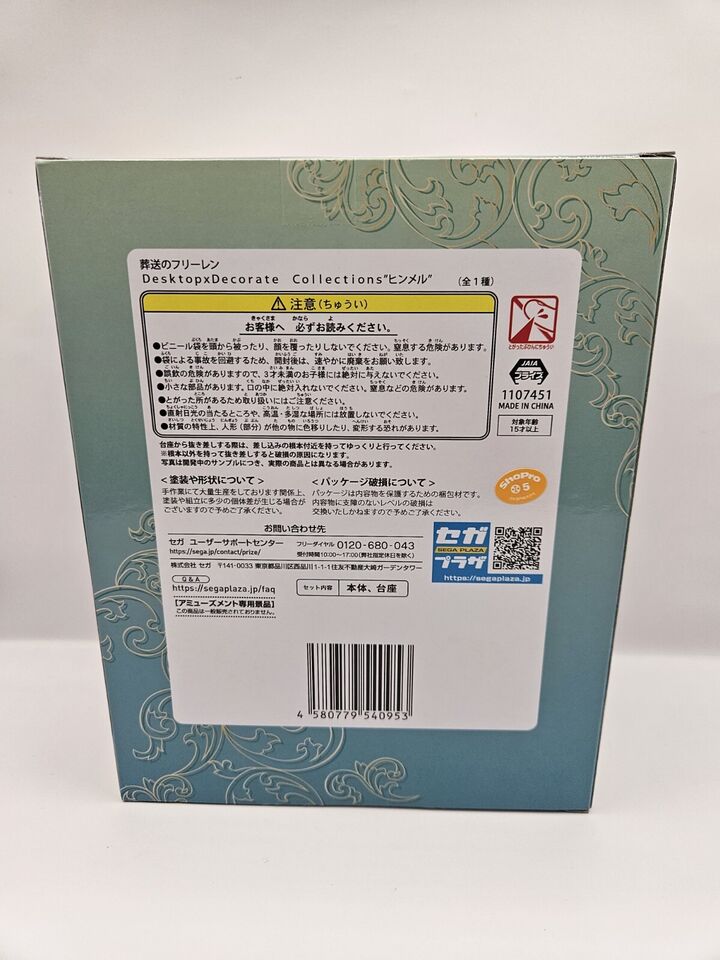 葬送のフリーレン
DesktopxDecorate Collections"ヒンメル" (全1種)
⚠注意(ちゅうい)
お客様へ 必ずお読みください。
●ビニール袋を頭から被ったり、顔を覆ったりしないでください。窒息する危険があります。
●袋による事故を回避するため、開封後は、速やかに廃棄をお願い致します。
●誤飲の危険がありますので、3才未満のお子様には絶対に与えないでください。
●小さな部品があります。口の中に絶対入れないでください。窒息などの危険があります。
●とがった所があるため取り扱いにはご注意ください。
●直射日光の当たるところや、高温・多湿な場所には放置しないでください。
●材質の特性上、人形(部分)が他の物に色移りしたり、変形する恐れがあります。
とがったぶひんにちゅうい
JAIA
プライズ
1107451
MADE IN CHINA
対象年齢
15才以上
台座から抜き差しする際は、差し込みの根本付近を持ってゆっくりと行ってください。
※根本以外を持って抜き差しすると破損の原因になります。
写真は開発中のサンプルにつき、実際の商品とは異なる場合があります。
<塗装や形状について>
手作業にて大量生産をしております関係上、
塗装や組立に多少の個体差が生じる場合が
ございますので予めご了承ください。
<パッケージ破損について>
パッケージは内容物を保護するための梱包材です。
内容物に支障のないレベルの破損は
交換いたしかねますので予めご了承ください。
ShoPro
5
お問い合わせ先
セガ ユーザーサポートセンター
https://sega.jp/contact/prize/
フリーダイヤル 0120-680-043
受付時間10:00~17:00(弊社指定休日を除く)
株式会社 セガ 〒141-0033 東京都品川区西品川1-1-1住友不動産大崎ガーデンタワー
Q&A
https://segaplaza.jp/faq
セット内容 本体、台座
【アミューズメント専用景品】
この商品は一般販売されておりません。
セガ
SEGA PLAZA
プラザ
https://segaplaza.jp
4 580779 540953